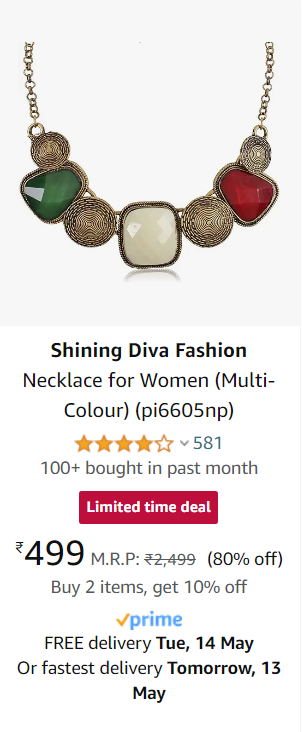 Shining Diva Fashion
Necklace for Women (Multi-
Colour) (pi6605np)
581
100+ bought in past month
Limited time deal
₹499 M.R.P: ₹2,499 (80% off)
Buy 2 items, get 10% off
prime
FREE delivery Tue, 14 May
Or fastest delivery Tomorrow, 13
May